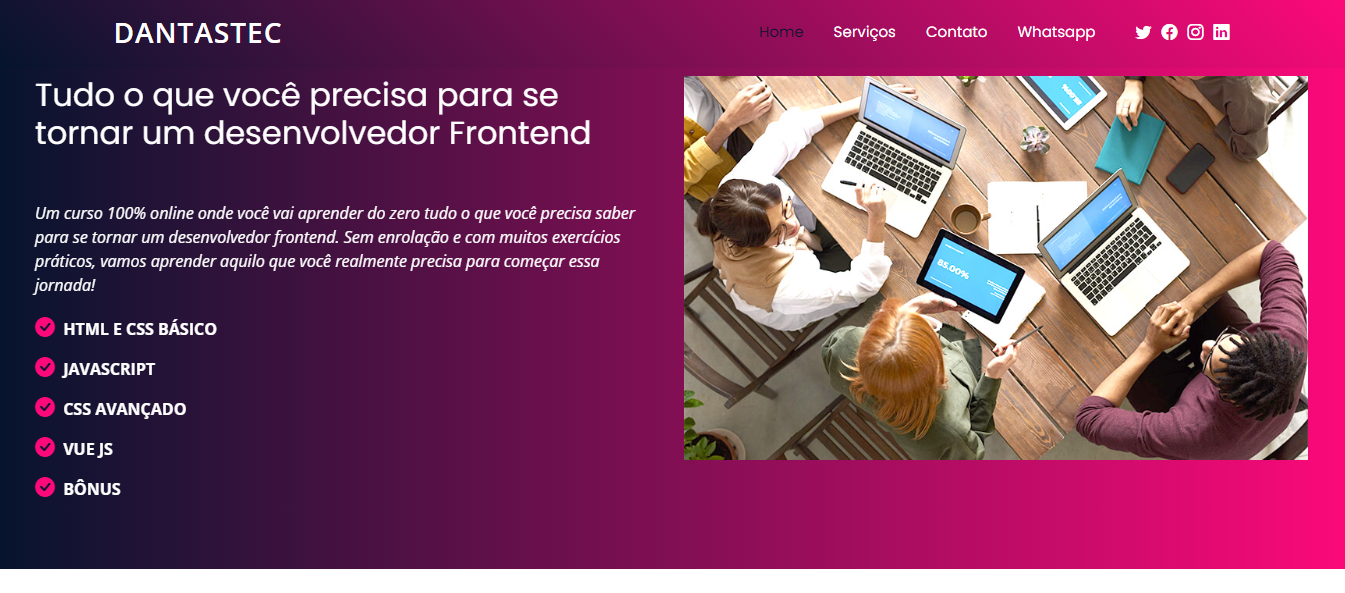 DANTASTEC
Home Serviços Contato Whatsapp
Tudo o que você precisa para se
tornar um desenvolvedor Frontend
Um curso 100% online onde você vai aprender do zero tudo o que você precisa saber
para se tornar um desenvolvedor frontend. Sem enrolação e com muitos exercícios
práticos, vamos aprender aquilo que você realmente precisa para começar essa
jornada!
HTML E CSS BÁSICO
JAVASCRIPT
CSS AVANÇADO
VUE JS
BÔNUS
85.00%